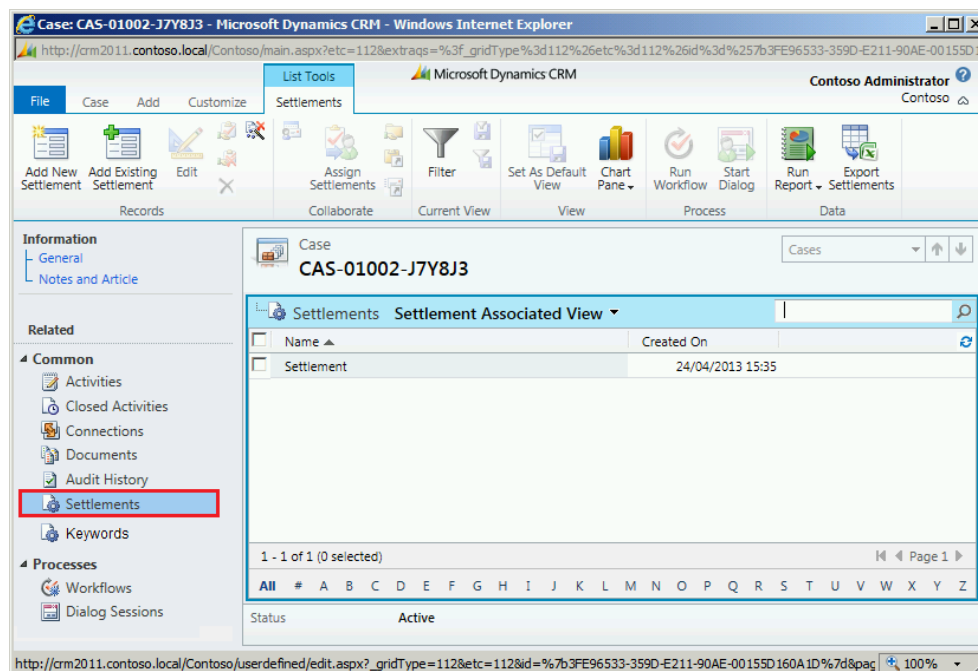 Case: CAS-01002-J7Y8J3 - Microsoft Dynamics CRM - Windows Internet Explorer
http://crm2011.contoso.local/Contoso/main.aspx?etc=112&extraqs=%3f_gridType%3d112%26etc%3d112%26id%3d%257b3FE96533-359D-E211-90AE-00155D1
List Tools
Microsoft Dynamics CRM
Contoso Administrator
File Case Add Customize Settlements
Contoso
Add New Settlement
Add Existing Settlement
Edit
Assign Settlements
Filter
Set As Default View
Chart Pane
Run Workflow
Start Dialog
Run Report
Export Settlements
Records Collaborate Current View View Process Data
Information
General
Notes and Article
Related
Common
Activities
Closed Activities
Connections
Documents
Audit History
Settlements
Keywords
Processes
Workflows
Dialog Sessions
Case
CAS-01002-J7Y8J3
Cases
Settlements Settlement Associated View
Name Created On
Settlement 24/04/2013 15:35
1 - 1 of 1 (0 selected) Page 1
All # A B C D E F G H I J K L M N O P Q R S T U V W X Y Z
Status Active
http://crm2011.contoso.local/Contoso/userdefined/edit.aspx?_gridType=112&etc=112&id=%7b3FE96533-359D-E211-90AE-00155D160A1D%7d&pag 100%